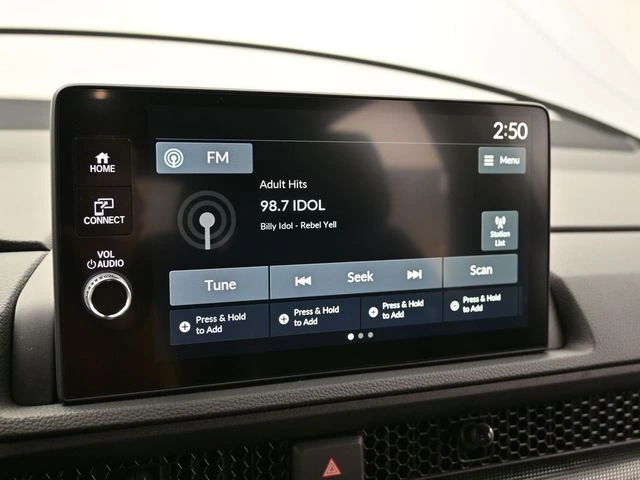 2:50
HOME
FM
Menu
CONNECT
Adult Hits
98.7 IDOL
Billy Idol - Rebel Yell
Station
List
VOL
AUDIO
Tune
Seek
Scan
Press & Hold
to Add
Press & Hold
to Add
Press & Hold
to Add
Press & Hold
to Add